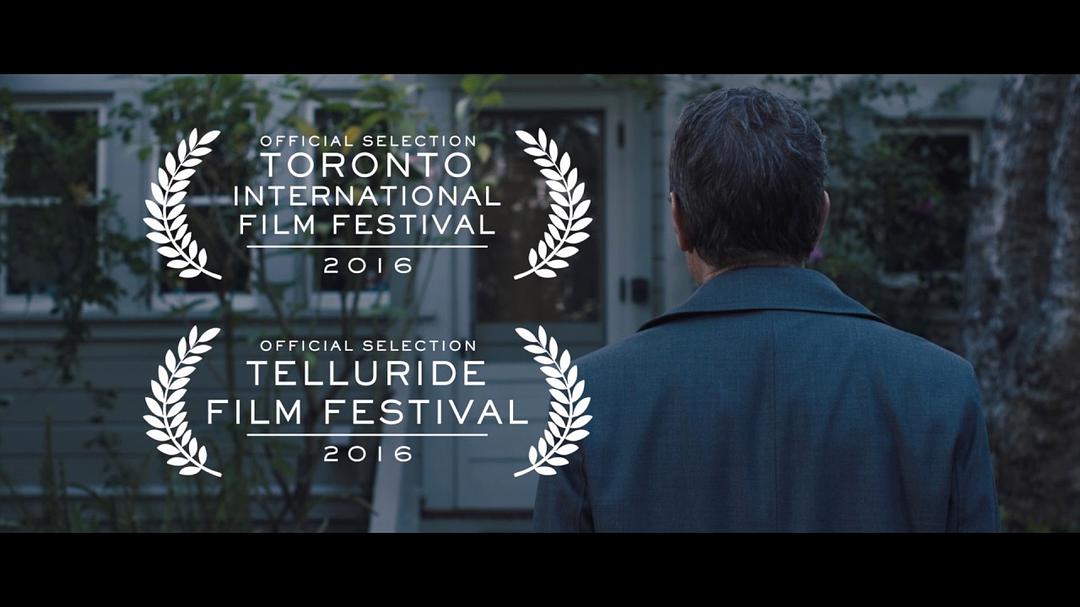 OFFICIAL SELECTION
TORONTO
INTERNATIONAL
FILM FESTIVAL
2016
OFFICIAL SELECTION
TELLURIDE
FILM FESTIVAL
2016